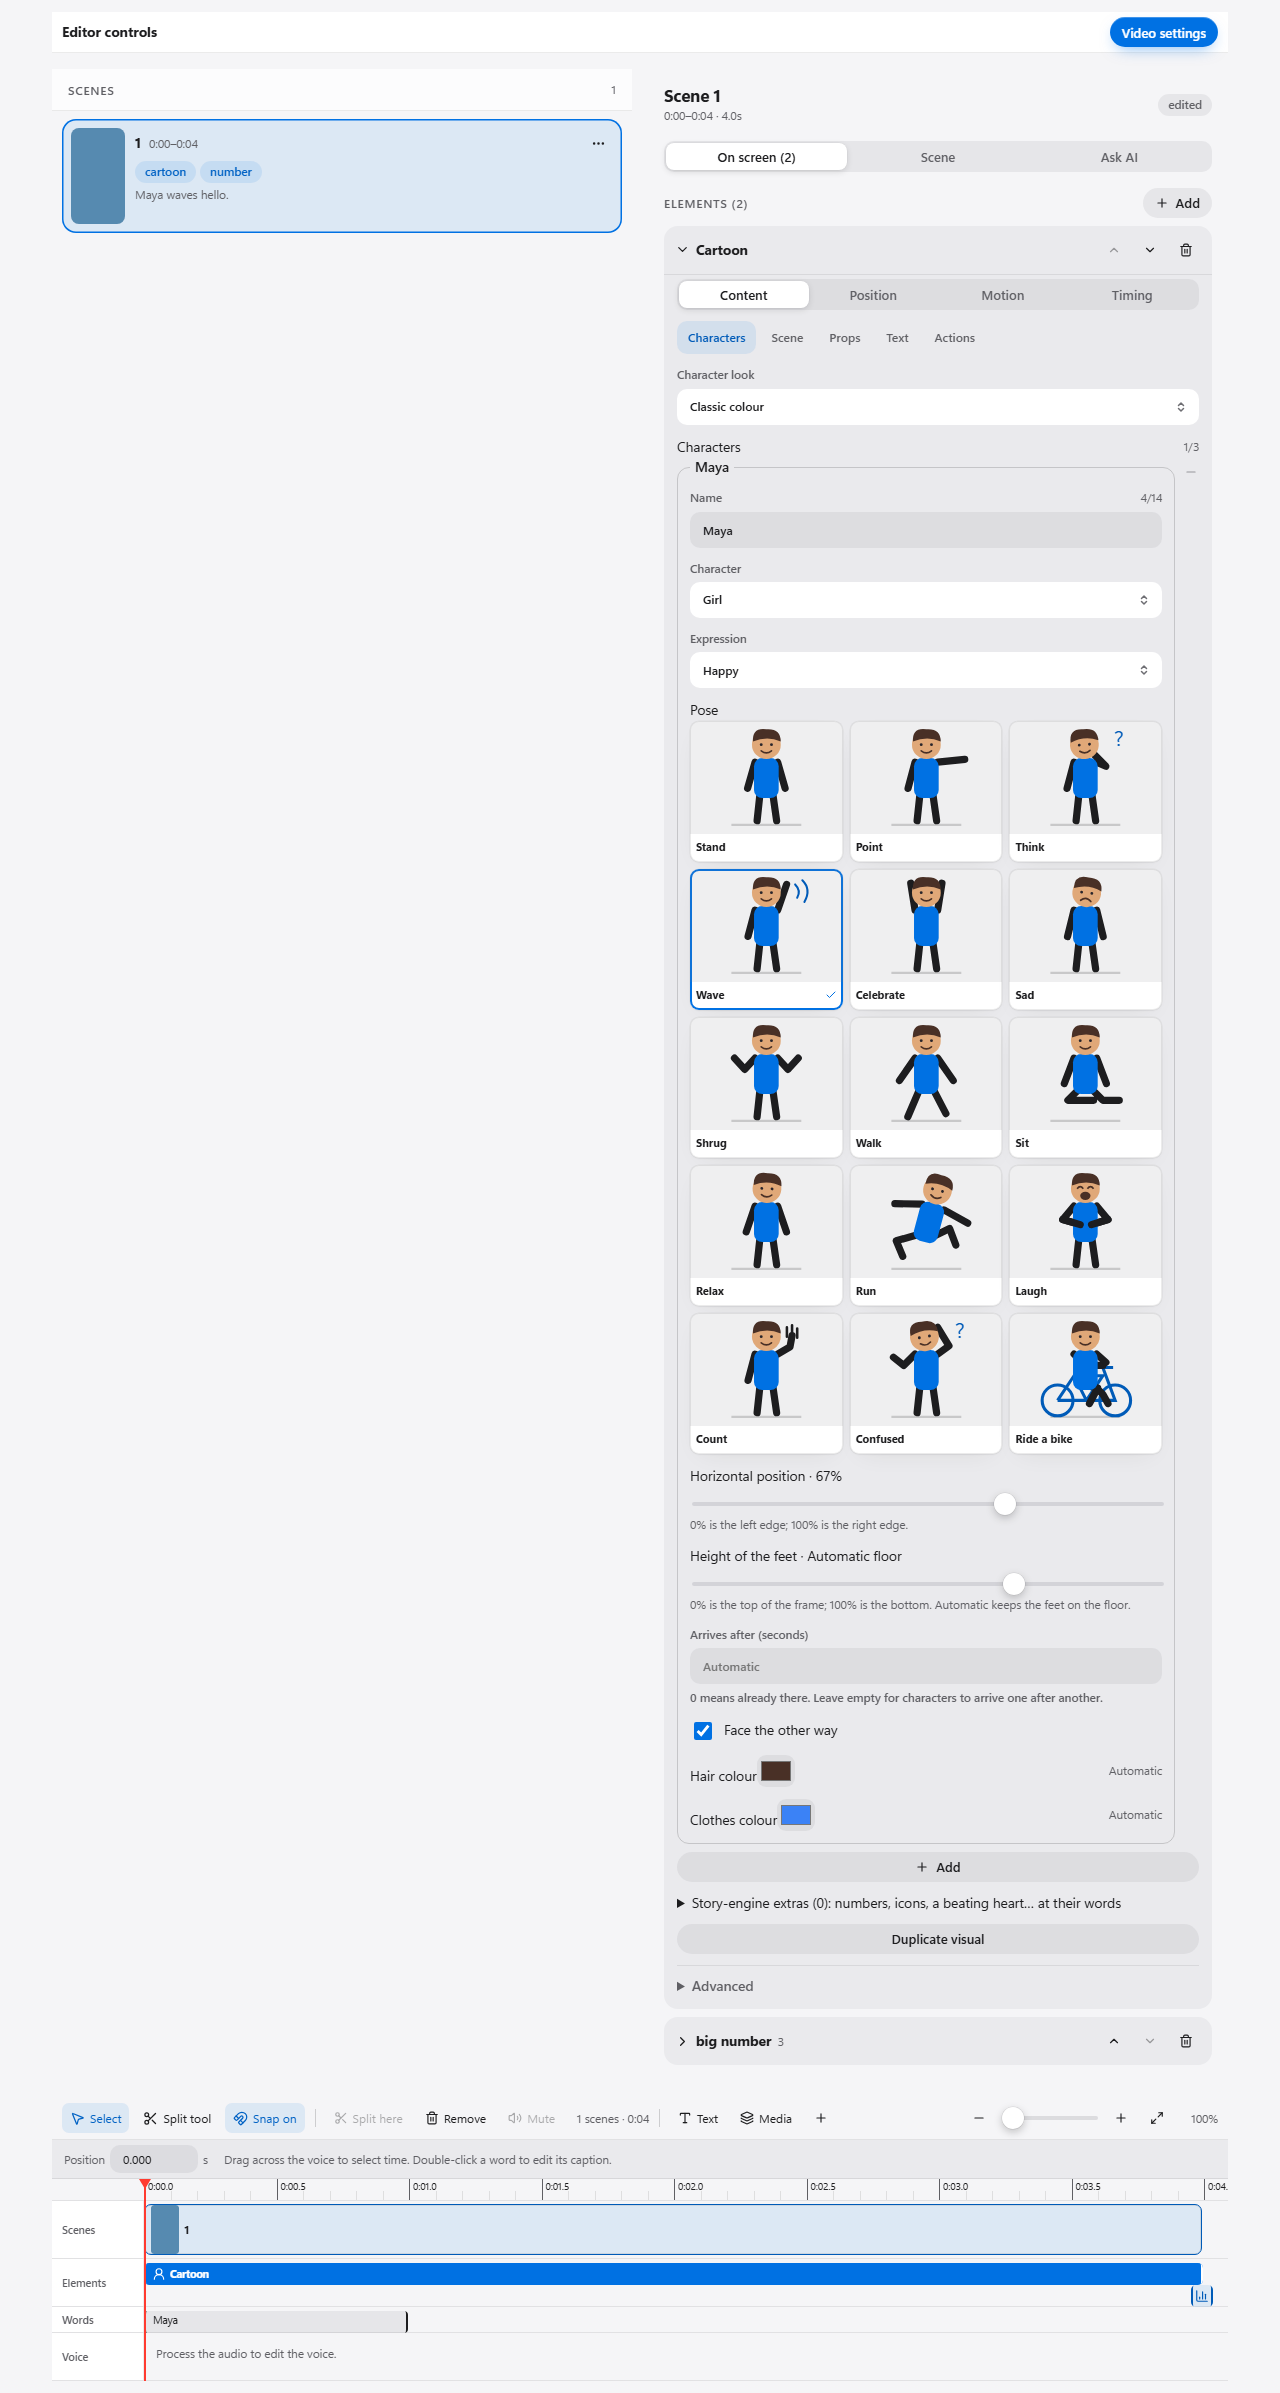 Editor controls
Video settings
SCENES 1
1 0:00–0:04
cartoon number
Maya waves hello.
Scene 1
0:00–0:04 · 4.0s
edited
On screen (2) Scene Ask AI
ELEMENTS (2)
Add
Cartoon
Content Position Motion Timing
Characters Scene Props Text Actions
Character look
Classic colour
Characters 1/3
Maya
Name 4/14
Maya
Character
Girl
Expression
Happy
Pose
?
Stand Point Think
Wave Celebrate Sad
Shrug Walk Sit
Relax Run Laugh
?
Count Confused Ride a bike
Horizontal position · 67%
0% is the left edge; 100% is the right edge.
Height of the feet · Automatic floor
0% is the top of the frame; 100% is the bottom. Automatic keeps the feet on the floor.
Arrives after (seconds)
Automatic
0 means already there. Leave empty for characters to arrive one after another.
Face the other way
Hair colour Automatic
Clothes colour Automatic
Add
Story-engine extras (0): numbers, icons, a beating heart… at their words
Duplicate visual
Advanced
big number 3
Select Split tool Snap on Split here Remove Mute 1 scenes · 0:04 Text Media 100%
Position 0.000 s Drag across the voice to select time. Double-click a word to edit its caption.
0:00.0 0:00.5 0:01.0 0:01.5 0:02.0 0:02.5 0:03.0 0:03.5 0:04.
Scenes 1
Elements Cartoon
Words Maya
Voice Process the audio to edit the voice.